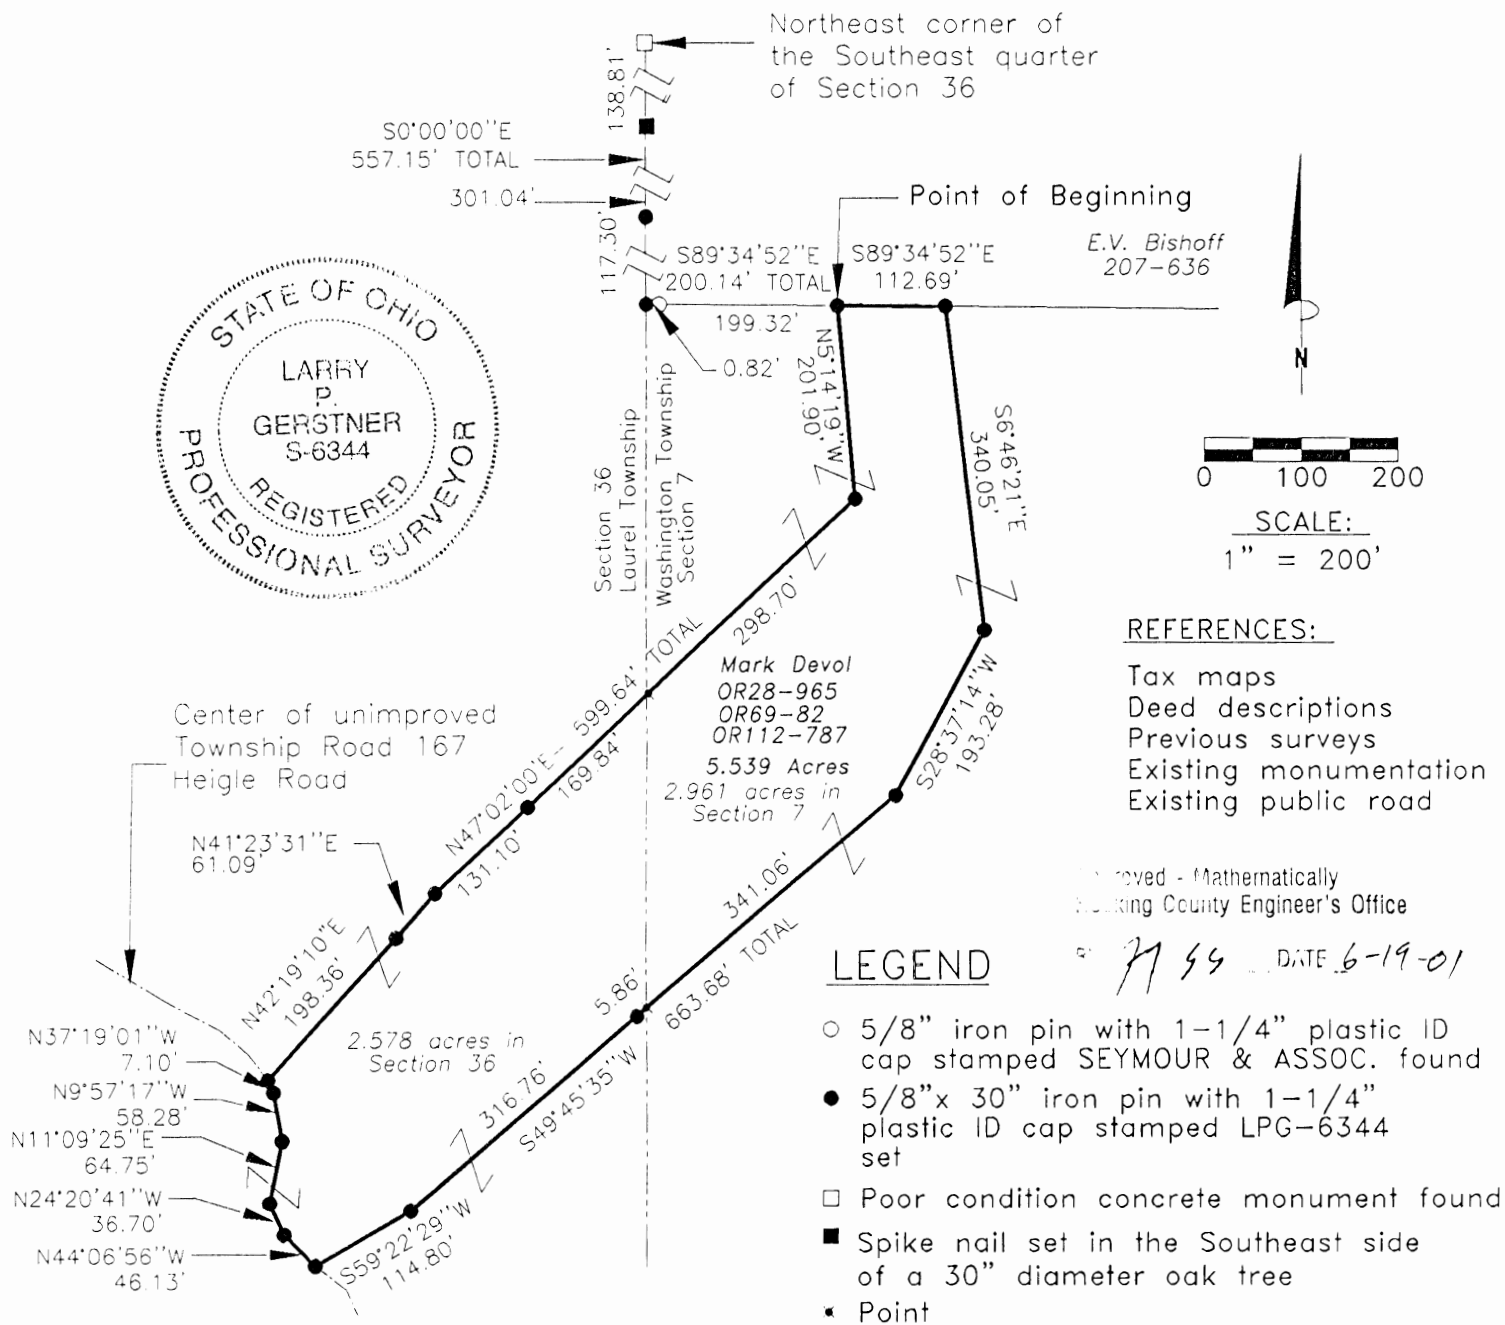 Northeast corner of
the Southeast quarter
of Section 36
138.81'
S0°00'00"E
557.15' TOTAL
301.04'
117.30'
Point of Beginning
S89°34'52"E
200.14' TOTAL
S89°34'52"E
112.69'
E.V. Bishoff
207-636
199.32'
0.82'
N5°14'19"W
201.90'
S6°46'21"E
340.05'
N
STATE OF OHIO
LARRY
P.
GERSTNER
S-6344
REGISTERED
PROFESSIONAL SURVEYOR
0 100 200
SCALE:
1" = 200'
Section 36
Laurel Township
Washington Township
Section 7
REFERENCES:
Tax maps
Deed descriptions
Previous surveys
Existing monumentation
Existing public road
298.70'
N47°02'00"E- 599.64' TOTAL
169.84'
131.10'
Mark Devol
OR28-965
OR69-82
OR112-787
5.539 Acres
2.961 acres in
Section 7
S28°37'14"W
193.28'
Center of unimproved
Township Road 167
Heigle Road
N41°23'31"E
61.09'
341.06'
663.68' TOTAL
5.86'
N42°19'10"E
198.36'
2.578 acres in
Section 36
316.76'
S49°45'35"W
- Mathematically
County Engineer's Office
DATE 6-19-01
N37°19'01"W
7.10'
N9°57'17"W
58.28'
N11°09'25"E
64.75'
N24°20'41"W
36.70'
N44°06'56"W
46.13'
S59°22'29"W
114.80'
LEGEND
5/8" iron pin with 1-1/4" plastic ID
cap stamped SEYMOUR & ASSOC. found
5/8"x 30" iron pin with 1-1/4"
plastic ID cap stamped LPG-6344
set
Poor condition concrete monument found
Spike nail set in the Southeast side
of a 30" diameter oak tree
Point